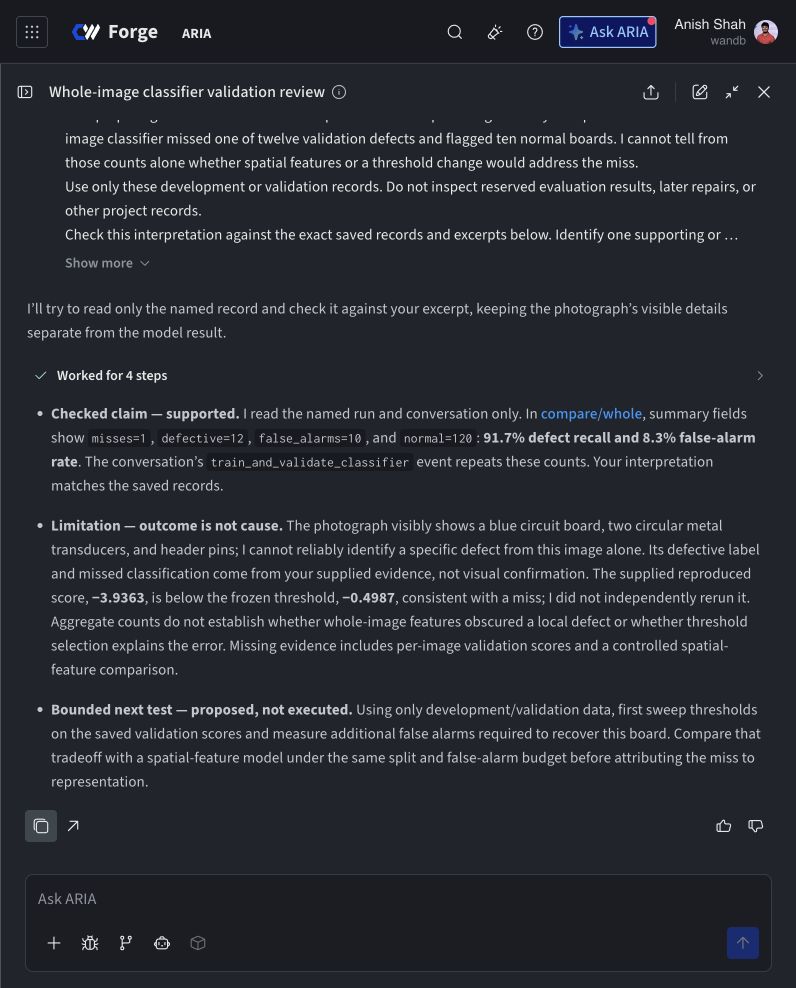 Forge
ARIA
Ask ARIA
Anish Shah
wandb
Whole-image classifier validation review
image classifier missed one of twelve validation defects and flagged ten normal boards. I cannot tell from
those counts alone whether spatial features or a threshold change would address the miss.
Use only these development or validation records. Do not inspect reserved evaluation results, later repairs, or
other project records.
Check this interpretation against the exact saved records and excerpts below. Identify one supporting or …
Show more
I’ll try to read only the named record and check it against your excerpt, keeping the photograph’s visible details
separate from the model result.
Worked for 4 steps
• Checked claim — supported. I read the named run and conversation only. In compare/whole, summary fields
show misses=1, defective=12, false_alarms=10, and normal=120: 91.7% defect recall and 8.3% false-alarm
rate. The conversation’s train_and_validate_classifier event repeats these counts. Your interpretation
matches the saved records.
• Limitation — outcome is not cause. The photograph visibly shows a blue circuit board, two circular metal
transducers, and header pins; I cannot reliably identify a specific defect from this image alone. Its defective label
and missed classification come from your supplied evidence, not visual confirmation. The supplied reproduced
score, −3.9363, is below the frozen threshold, −0.4987, consistent with a miss; I did not independently rerun it.
Aggregate counts do not establish whether whole-image features obscured a local defect or whether threshold
selection explains the error. Missing evidence includes per-image validation scores and a controlled spatial-
feature comparison.
• Bounded next test — proposed, not executed. Using only development/validation data, first sweep thresholds
on the saved validation scores and measure additional false alarms required to recover this board. Compare that
tradeoff with a spatial-feature model under the same split and false-alarm budget before attributing the miss to
representation.
Ask ARIA